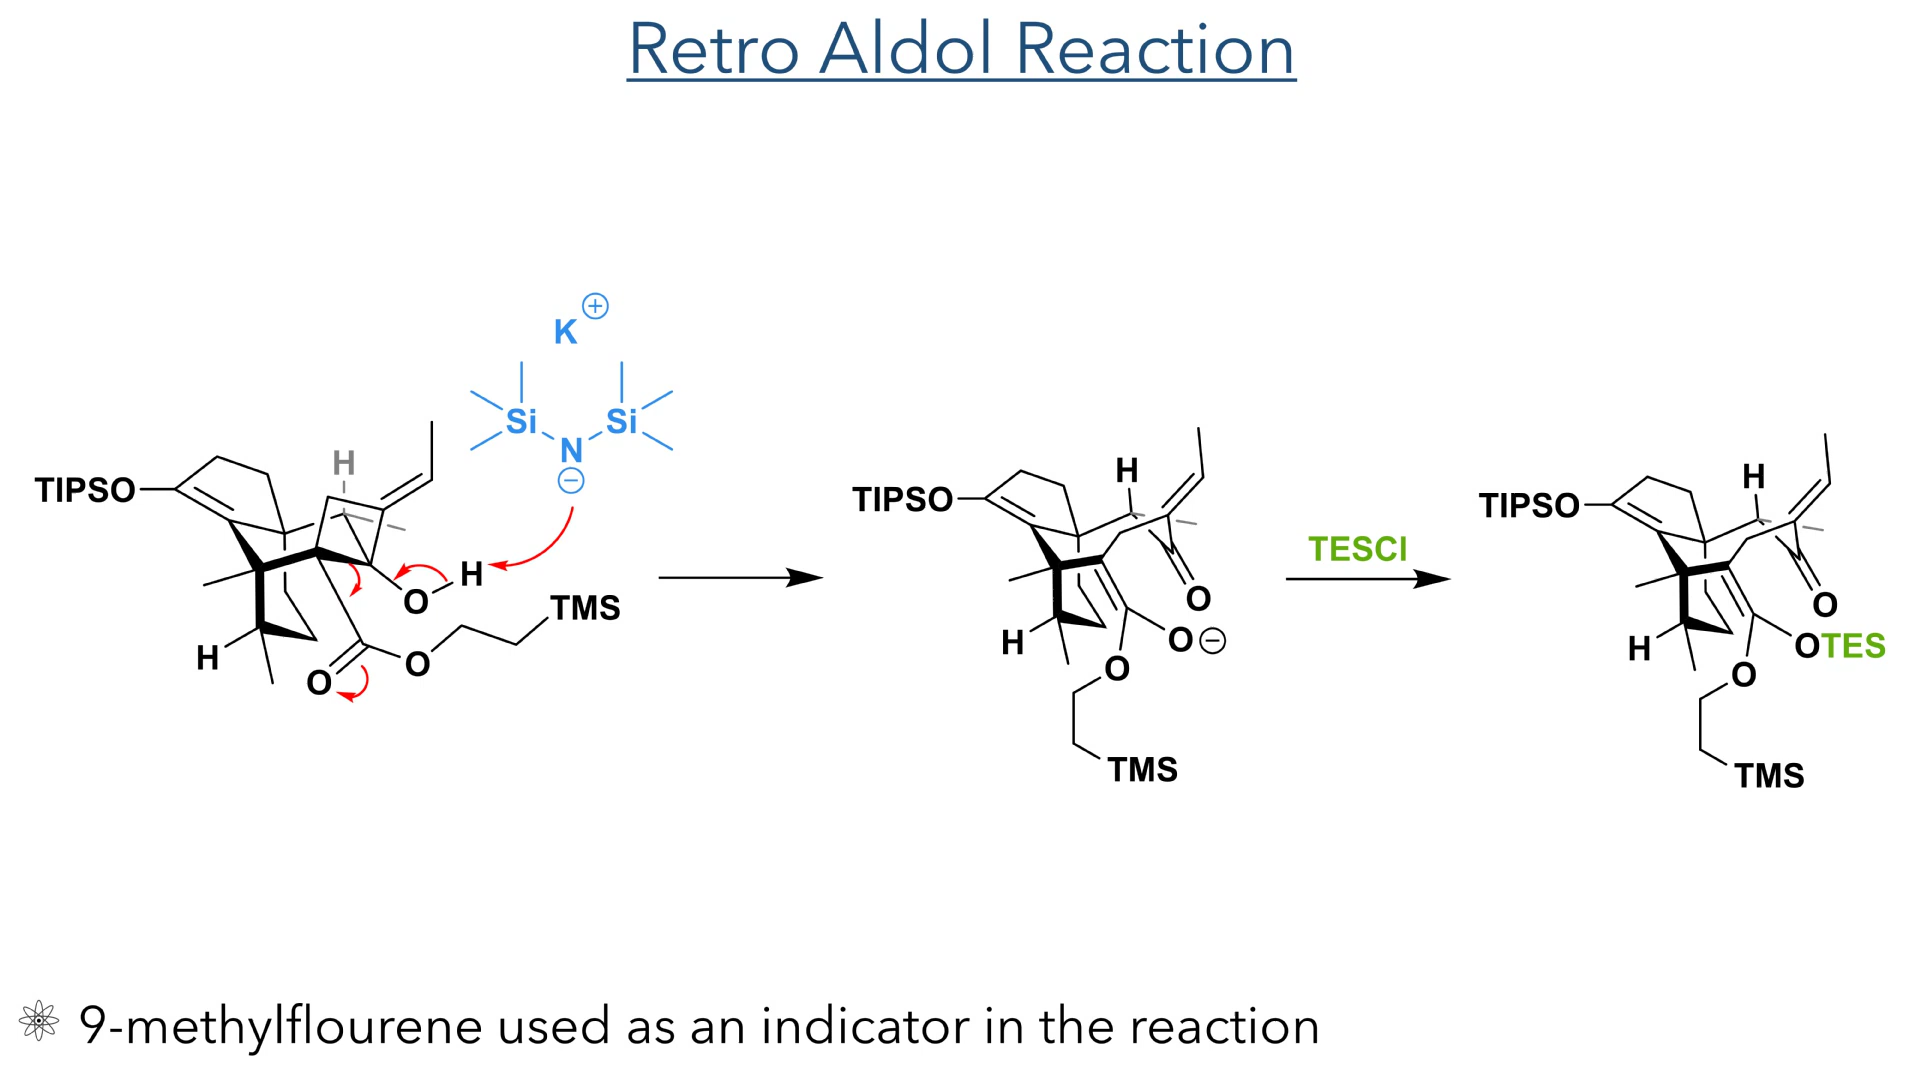 Retro Aldol Reaction
K ⊕
Si Si
N
⊖
H
TIPSO
H
O
TMS
H
O
O
H
TIPSO
O
H
O ⊖
O
TMS
TESCl
H
TIPSO
O
H
OTES
O
TMS
9-methylflourene used as an indicator in the reaction